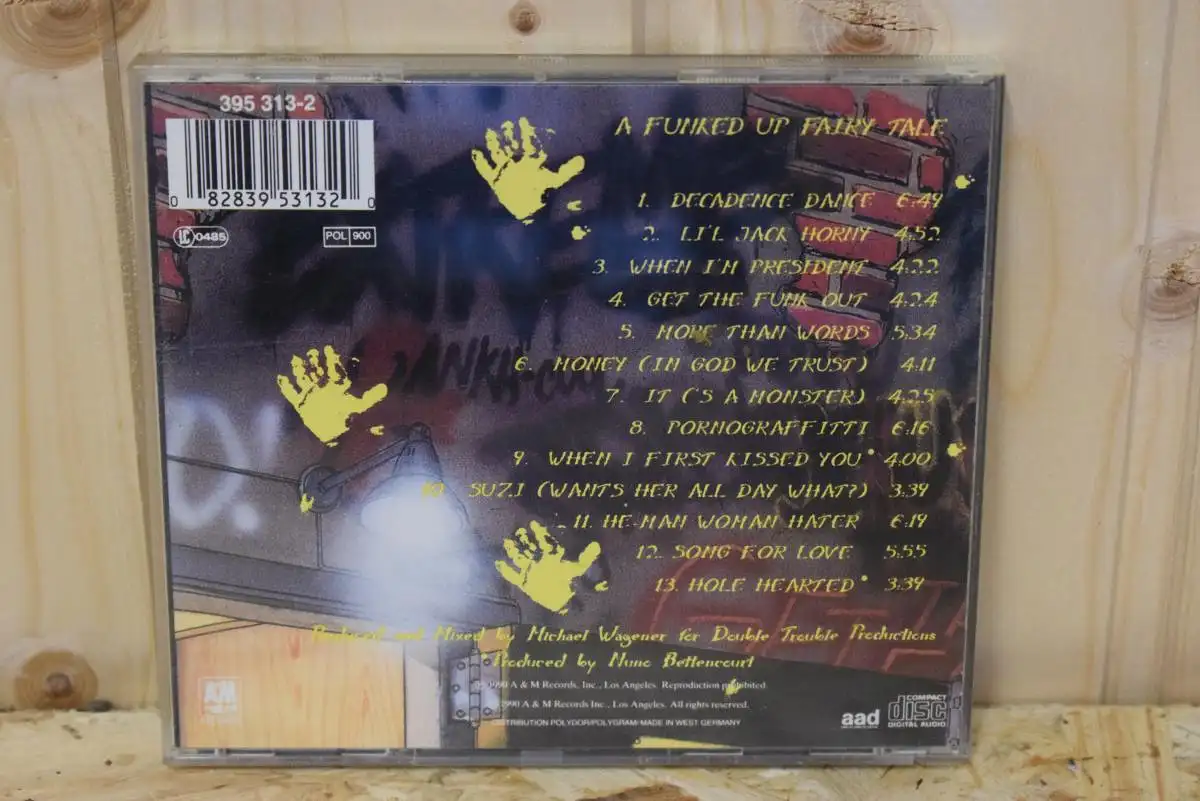 395 313-2
0 82839 53132 0
LC 0485
POL 900
A FUNKED UP FAIRY TALE
1. DECADENCE DANCE 6:49
2. LI'L JACK HORNY 4:52
3. WHEN I'M PRESIDENT 4:22
4. GET THE FUNK OUT 4:24
5. MORE THAN WORDS 5:34
6. MONEY (IN GOD WE TRUST) 4:11
7. IT ('S A MONSTER) 4:25
8. PORNOGRAFFITTI 6:16
9. WHEN I FIRST KISSED YOU* 4:00
10. SUZI (WANTS HER ALL DAY WHAT?) 3:39
11. HE-MAN WOMAN HATER 6:19
12. SONG FOR LOVE 5:55
13. HOLE HEARTED* 3:39
Produced and Mixed by Michael Wagener for Double Trouble Productions
*Produced by Nuno Bettencourt
1990 A & M Records, Inc., Los Angeles. Reproduction prohibited
1990 A & M Records Inc., Los Angeles. All rights reserved.
DISTRIBUTION POLYDOR/POLYGRAM-MADE IN WEST GERMANY
A&M
aad
COMPACT
disc
DIGITAL AUDIO